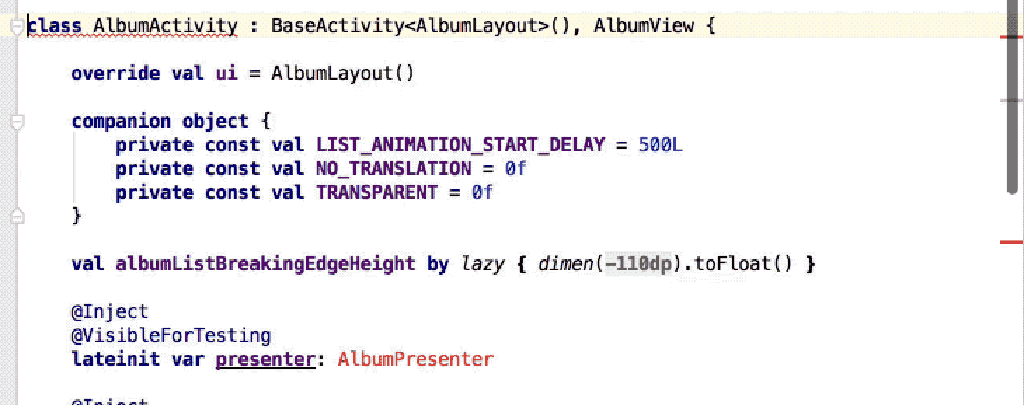 class AlbumActivity : BaseActivity<AlbumLayout>(), AlbumView {
override val ui = AlbumLayout()
companion object {
private const val LIST_ANIMATION_START_DELAY = 500L
private const val NO_TRANSLATION = 0f
private const val TRANSPARENT = 0f
}
val albumListBreakingEdgeHeight by lazy { dimen(-110dp).toFloat() }
@Inject
@VisibleForTesting
lateinit var presenter: AlbumPresenter
@Inject